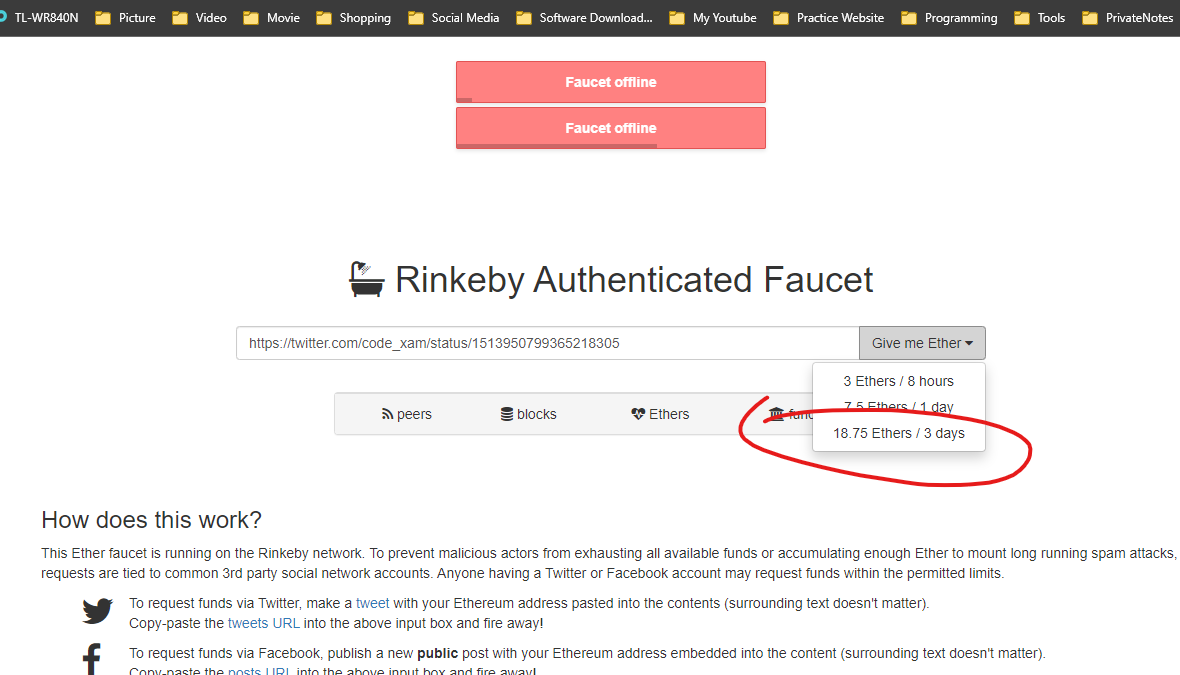 TL-WR840N Picture Video Movie Shopping Social Media Software Download... My Youtube Practice Website Programming Tools PrivateNotes
Faucet offline
Faucet offline
Rinkeby Authenticated Faucet
https://twitter.com/code_xam/status/1513950799365218305 Give me Ether
3 Ethers / 8 hours
7.5 Ethers / 1 day
18.75 Ethers / 3 days
peers blocks Ethers
How does this work?
This Ether faucet is running on the Rinkeby network. To prevent malicious actors from exhausting all available funds or accumulating enough Ether to mount long running spam attacks,
requests are tied to common 3rd party social network accounts. Anyone having a Twitter or Facebook account may request funds within the permitted limits.
To request funds via Twitter, make a tweet with your Ethereum address pasted into the contents (surrounding text doesn't matter).
Copy-paste the tweets URL into the above input box and fire away!
To request funds via Facebook, publish a new public post with your Ethereum address embedded into the content (surrounding text doesn't matter).
Copy-paste the posts URL into the above input box and fire away!